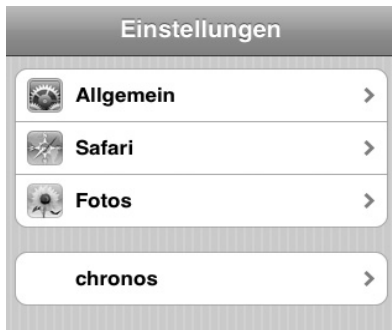 Einstellungen
Allgemein
Safari
Fotos
chronos